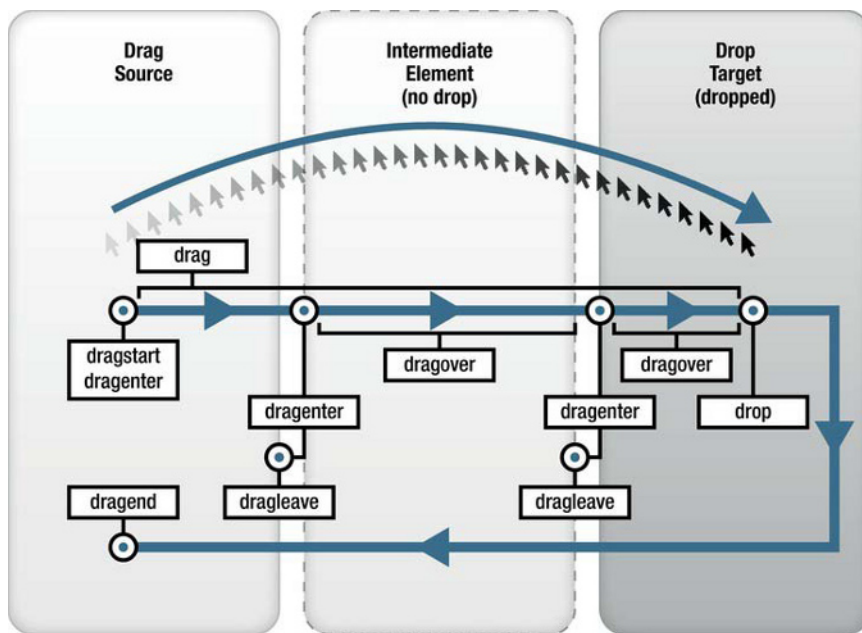 Drag
Source
Intermediate
Element
(no drop)
Drop
Target
(dropped)
drag
dragstart
dragenter
dragover
dragover
dragenter
dragenter
drop
dragend
dragleave
dragleave